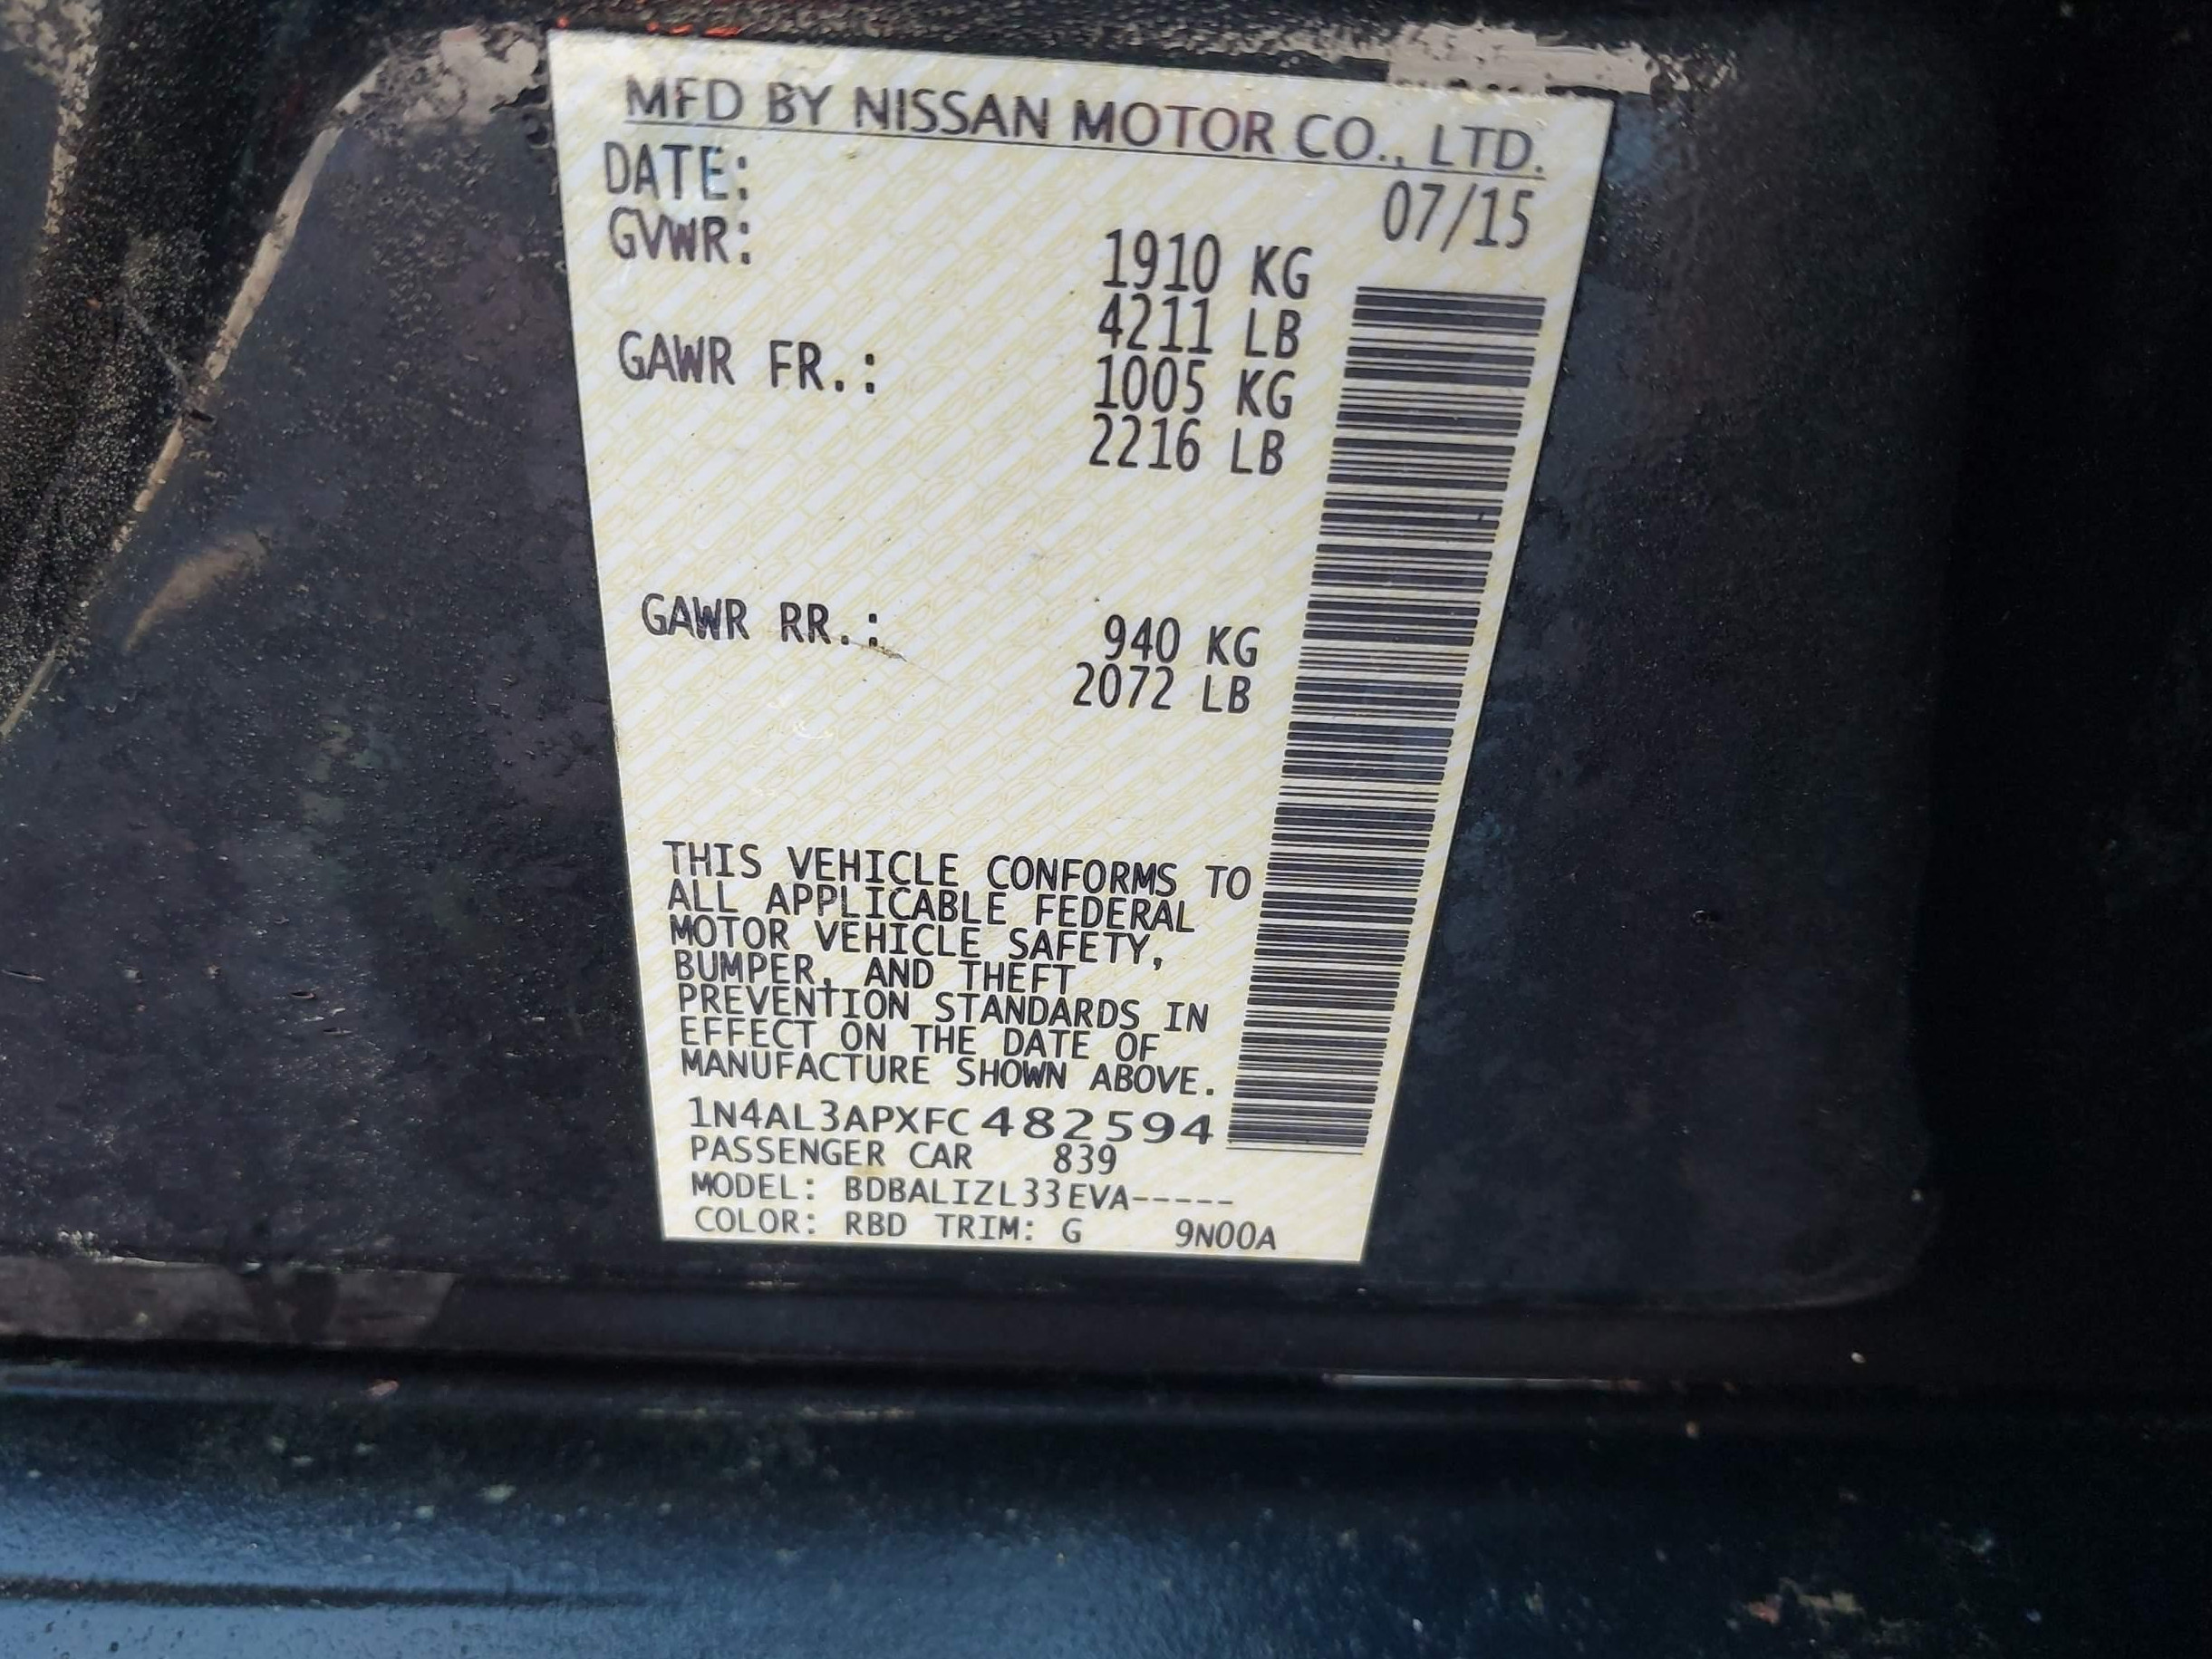 MFD BY NISSAN MOTOR CO., LTD.
DATE: 07/15
GVWR: 1910 KG
4211 LB
GAWR FR.: 1005 KG
2216 LB
GAWR RR.: 940 KG
2072 LB
THIS VEHICLE CONFORMS TO
ALL APPLICABLE FEDERAL
MOTOR VEHICLE SAFETY,
BUMPER, AND THEFT
PREVENTION STANDARDS IN
EFFECT ON THE DATE OF
MANUFACTURE SHOWN ABOVE.
1N4AL3APXFC482594
PASSENGER CAR 839
MODEL: BDBALIZL33EVA-----
COLOR: RBD TRIM: G 9N00A